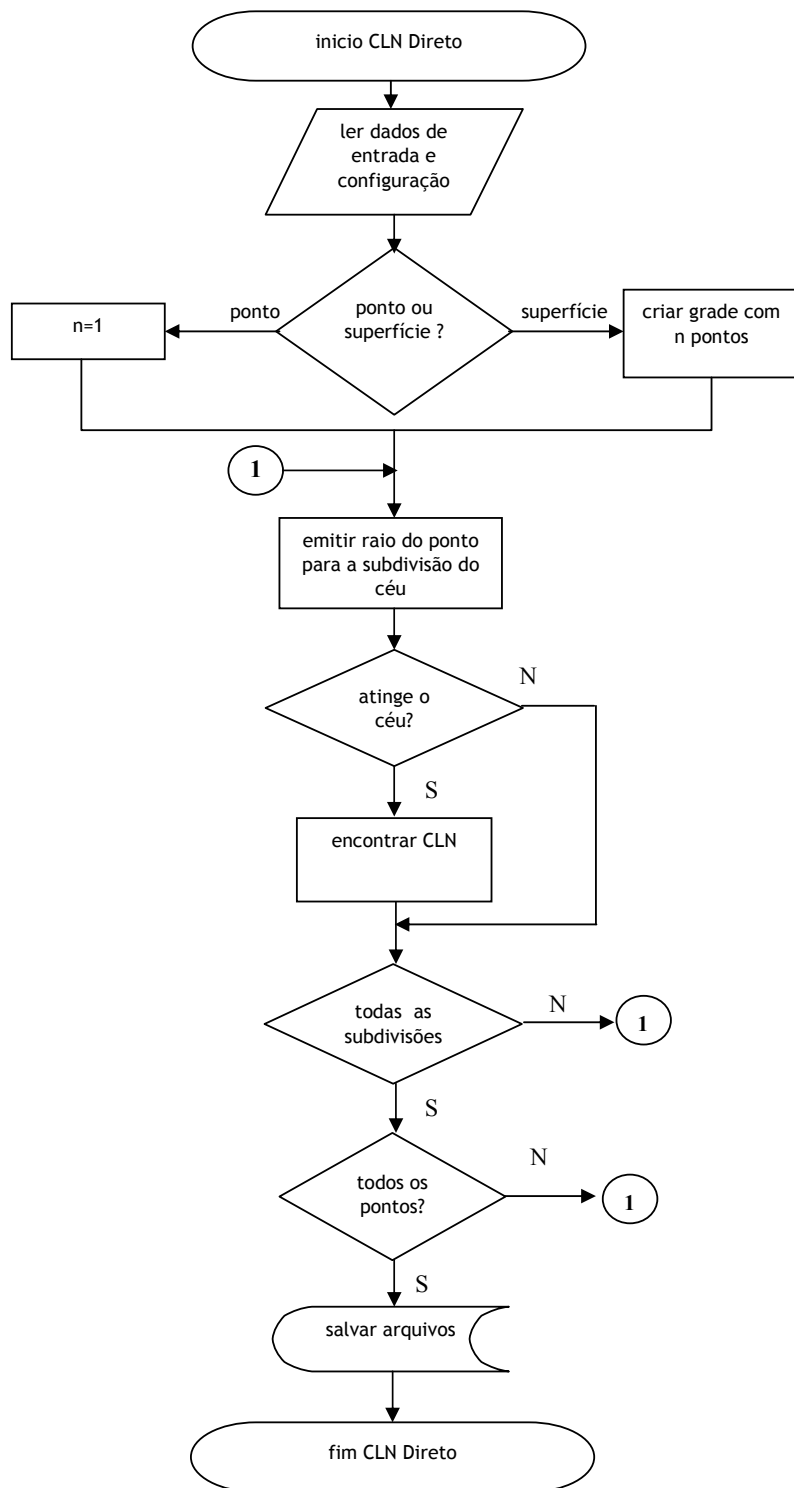 inicio CLN Direto
ler dados de
entrada e
configuração
ponto ou
superfície ?
ponto
superfície
n=1
criar grade com
n pontos
1
emitir raio do ponto
para a subdivisão do
céu
atinge o
céu?
N
S
encontrar CLN
todas as
subdivisões
N
1
S
todos os
pontos?
N
1
S
salvar arquivos
fim CLN Direto